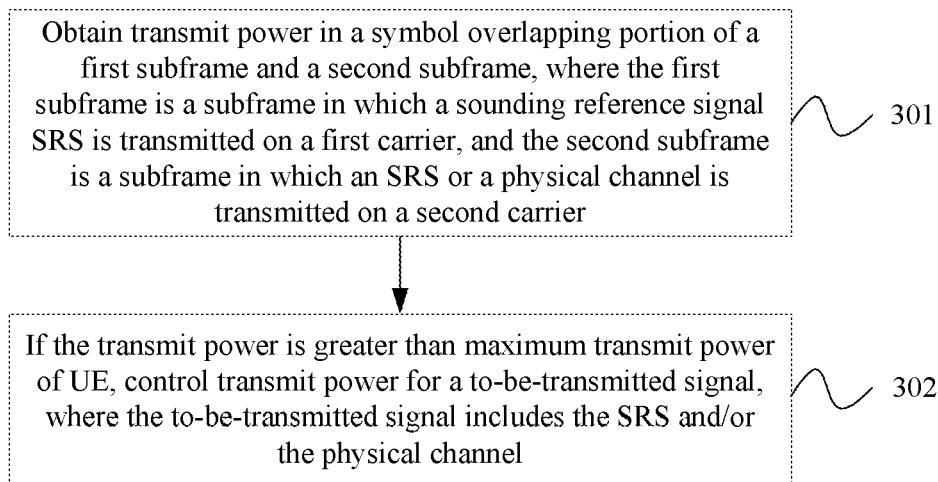 Obtain transmit power in a symbol overlapping portion of a
first subframe and a second subframe, where the first
subframe is a subframe in which a sounding reference signal
SRS is transmitted on a first carrier, and the second subframe
is a subframe in which an SRS or a physical channel is
transmitted on a second carrier
301
If the transmit power is greater than maximum transmit power
of UE, control transmit power for a to-be-transmitted signal,
where the to-be-transmitted signal includes the SRS and/or
the physical channel
302